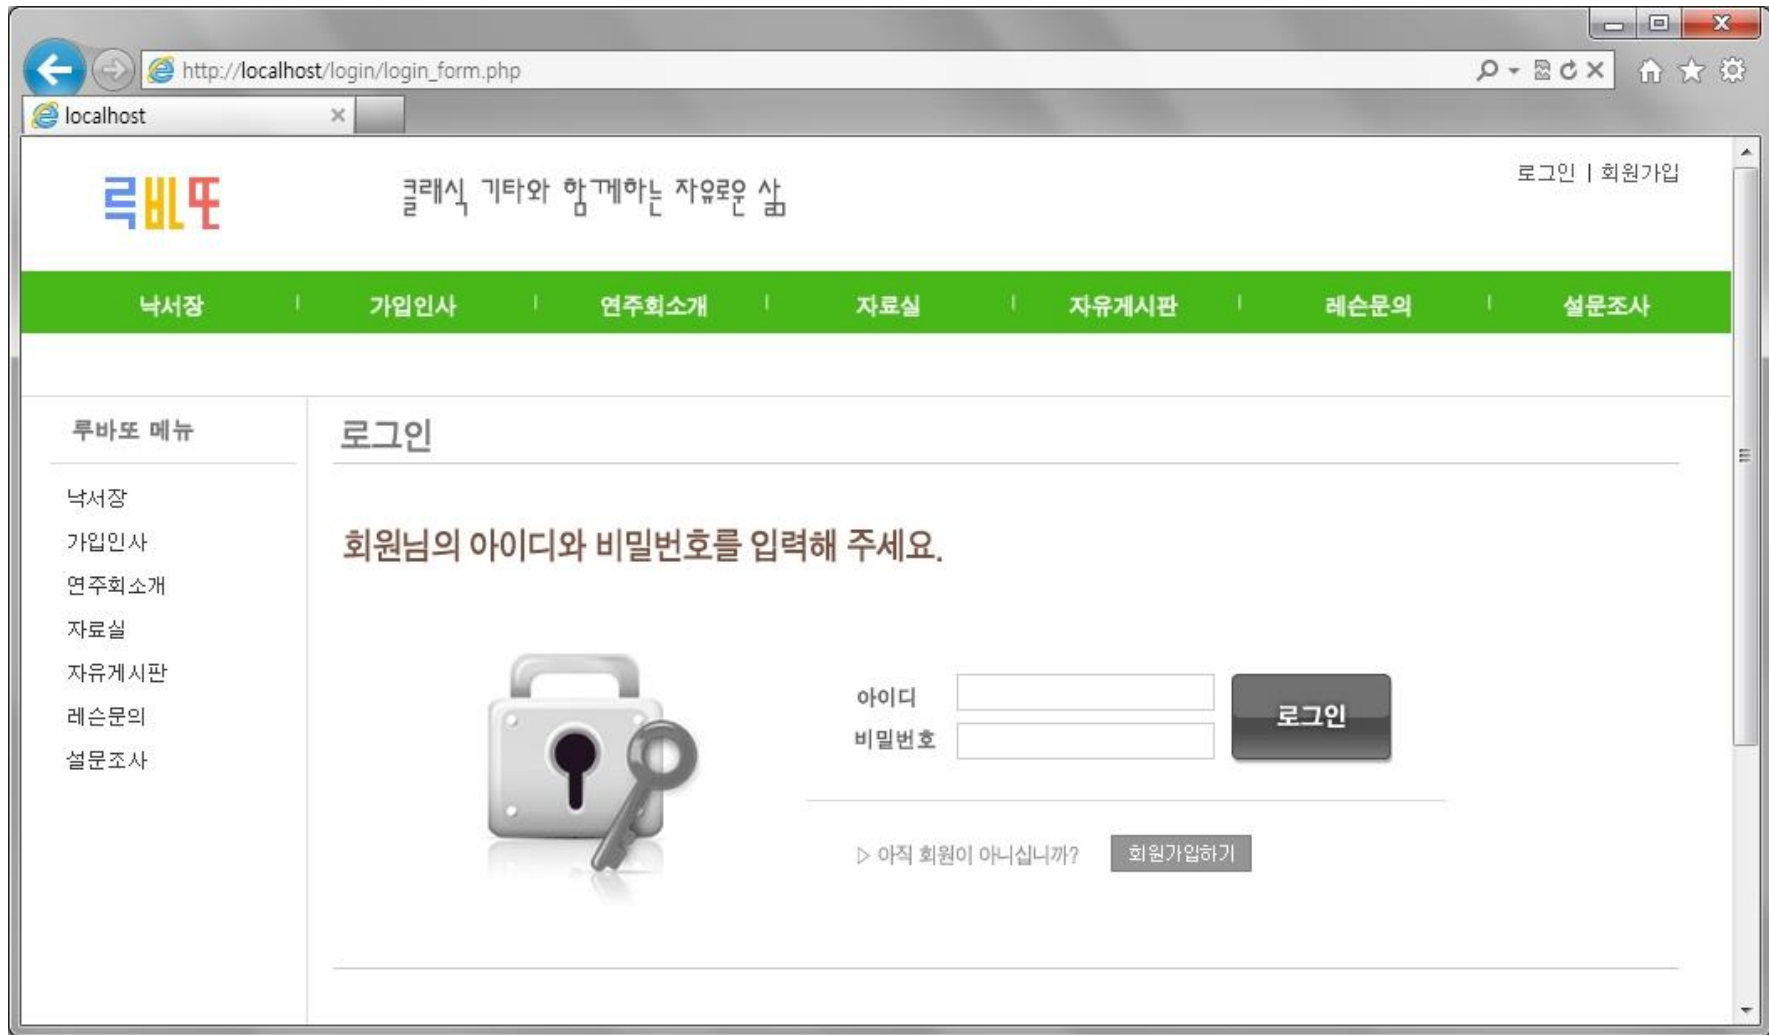 http://localhost/login/login_form.php
localhost
루바또
클래식 기타와 함께하는 자유로운 삶
로그인 | 회원가입
낙서장 | 가입인사 | 연주회소개 | 자료실 | 자유게시판 | 레슨문의 | 설문조사
루바또 메뉴
낙서장
가입인사
연주회소개
자료실
자유게시판
레슨문의
설문조사
로그인
회원님의 아이디와 비밀번호를 입력해 주세요.
아이디
비밀번호
로그인
▷ 아직 회원이 아니십니까? 회원가입하기